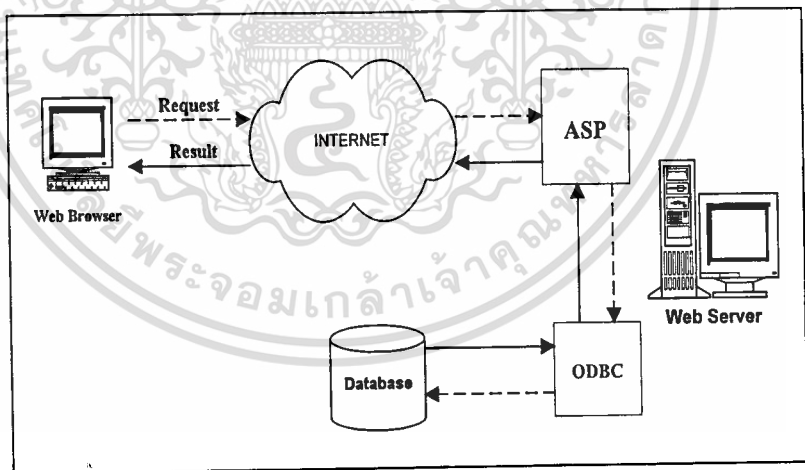 Request
INTERNET
ASP
Result
Web Browser
Web Server
Database
ODBC